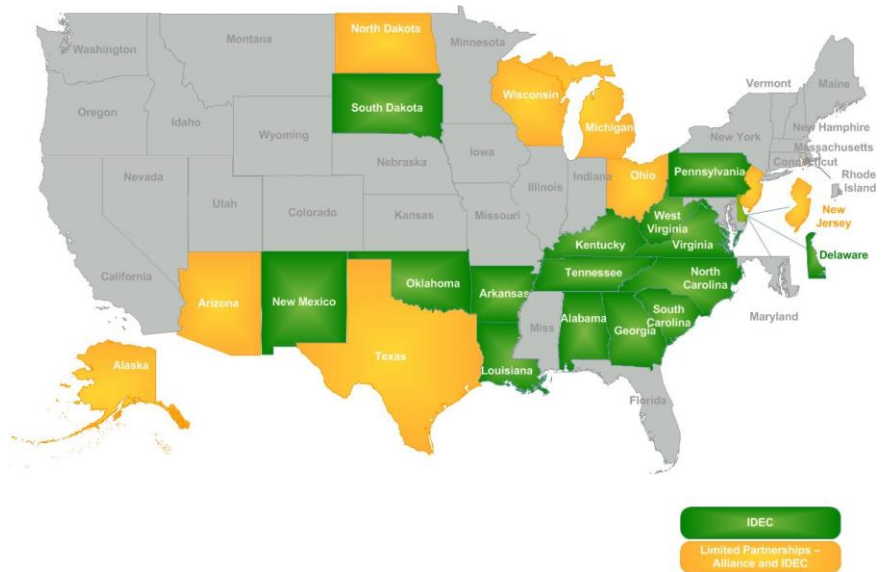 North Dakota
Minnesota
Montana
Washington
Maine
Vermont
South Dakota
Wisconsin
Oregon
Idaho
Michigan
New York
New Hamphire
Wyoming
Massachusetts
Connecticut
Iowa
Nebraska
Pennsylvania
Rhode
Island
Ohio
Indiana
Illinois
Nevada
Utah
Colorado
Kansas
Missouri
West
Virginia
New
Jersey
Kentucky
Virginia
Delaware
California
Oklahoma
Tennessee
North
Carolina
Arizona
New Mexico
Arkansas
South
Carolina
Maryland
Alabama
Georgia
Miss
Texas
Alaska
Louisiana
Florida
IDEC
Limited Partnerships –
Alliance and IDEC